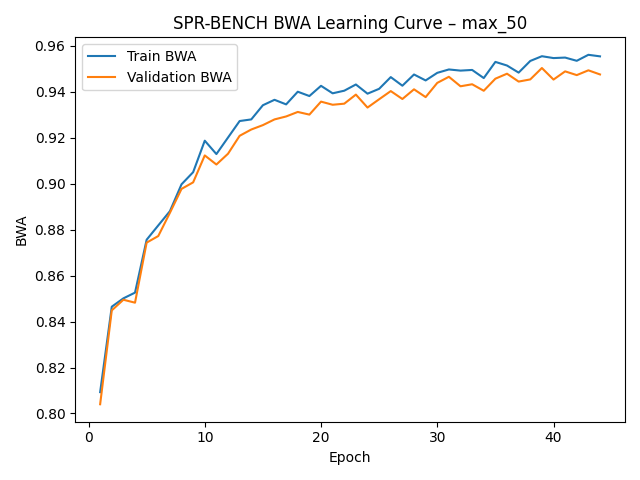 SPR-BENCH BWA Learning Curve – max_50
Train BWA
Validation BWA
BWA
0.96
0.94
0.92
0.90
0.88
0.86
0.84
0.82
0.80
0 10 20 30 40
Epoch